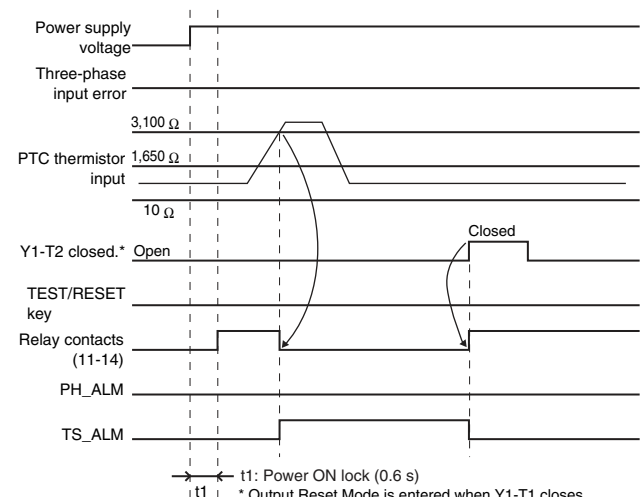 Power supply
voltage
Three-phase
input error
3,100 Ω
PTC thermistor
input
1,650 Ω
10 Ω
Closed
Y1-T2 closed.* Open
TEST/RESET
key
Relay contacts
(11-14)
PH_ALM
TS_ALM
t1: Power ON lock (0.6 s)
t1
* Output Reset Mode is entered when Y1-T1 closes.